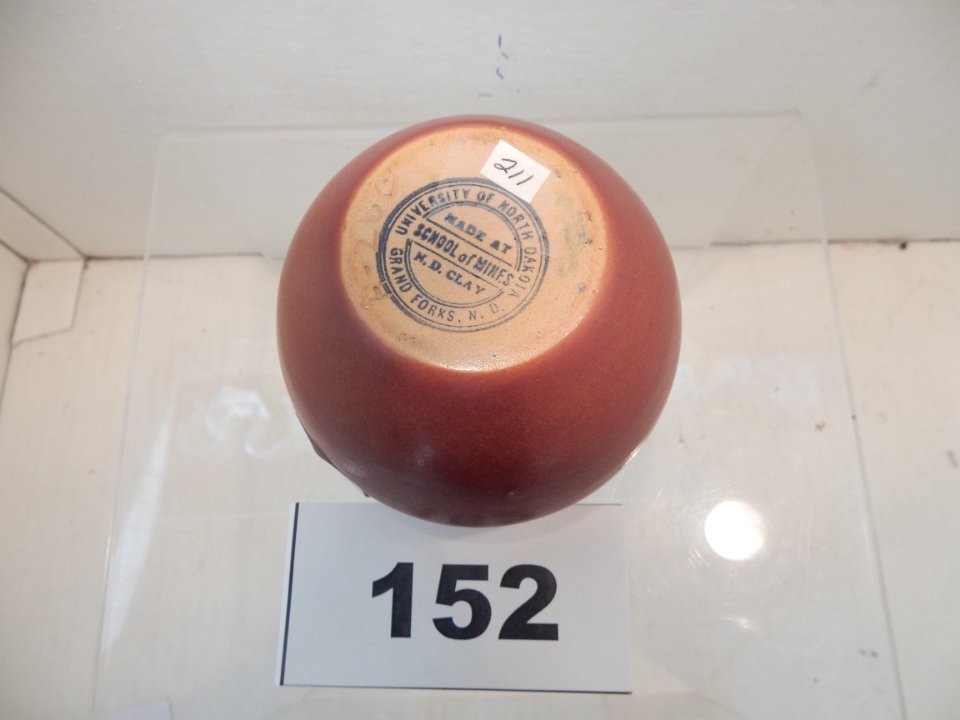 211
UNIVERSITY OF NORTH DAKOTA
MADE AT
SCHOOL of MINES
N. D. CLAY
GRAND FORKS, N. D.
152